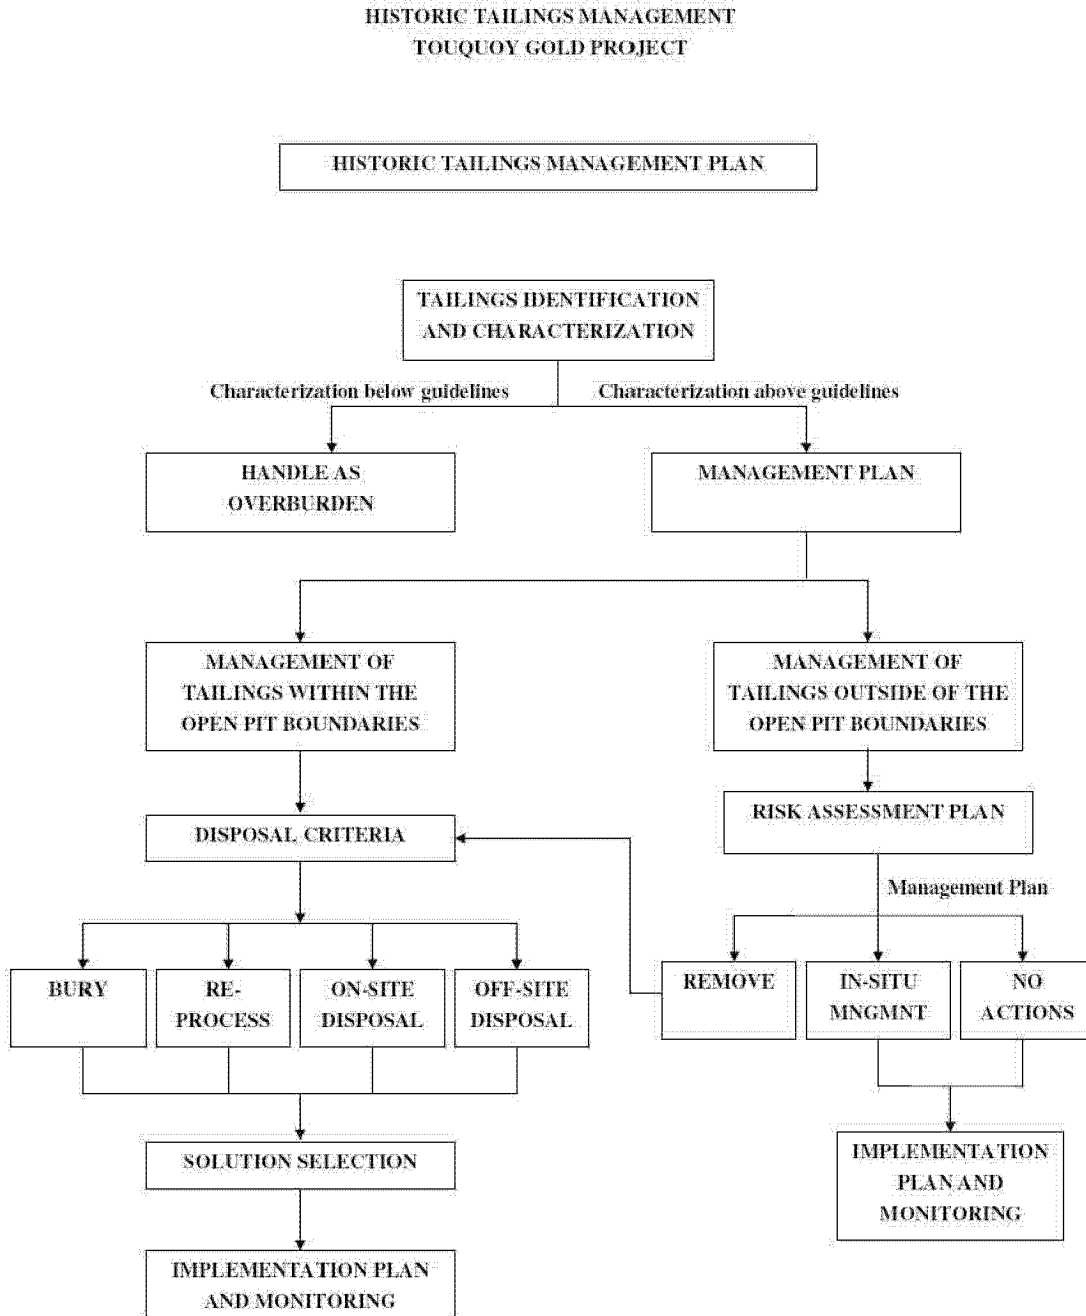 HISTORIC TAILINGS MANAGEMENT
TOUQUOY GOLD PROJECT
HISTORIC TAILINGS MANAGEMENT PLAN
TAILINGS IDENTIFICATION
AND CHARACTERIZATION
Characterization below guidelines
Characterization above guidelines
HANDLE AS
OVERBURDEN
MANAGEMENT PLAN
MANAGEMENT OF
TAILINGS WITHIN THE
OPEN PIT BOUNDARIES
MANAGEMENT OF
TAILINGS OUTSIDE OF THE
OPEN PIT BOUNDARIES
RISK ASSESSMENT PLAN
DISPOSAL CRITERIA
Management Plan
BURY
RE-
PROCESS
ON-SITE
DISPOSAL
OFF-SITE
DISPOSAL
REMOVE
IN-SITU
MNGMNT
NO
ACTIONS
SOLUTION SELECTION
IMPLEMENTATION
PLAN AND
MONITORING
IMPLEMENTATION PLAN
AND MONITORING